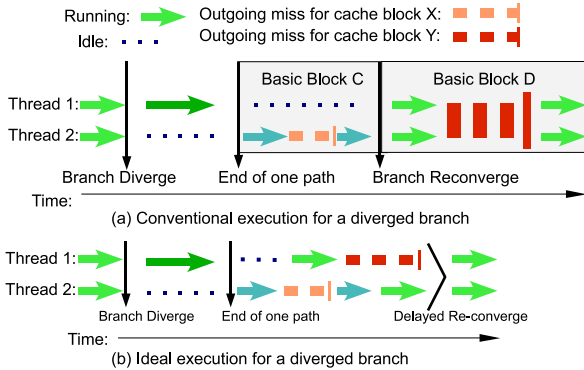 Running:
Outgoing miss for cache block X:
Idle:
Outgoing miss for cache block Y:
Basic Block C
Basic Block D
Thread 1:
Thread 2:
Branch Diverge
End of one path
Branch Reconverge
Time:
(a) Conventional execution for a diverged branch
Thread 1:
Thread 2:
Branch Diverge
End of one path
Delayed Re-converge
Time:
(b) Ideal execution for a diverged branch